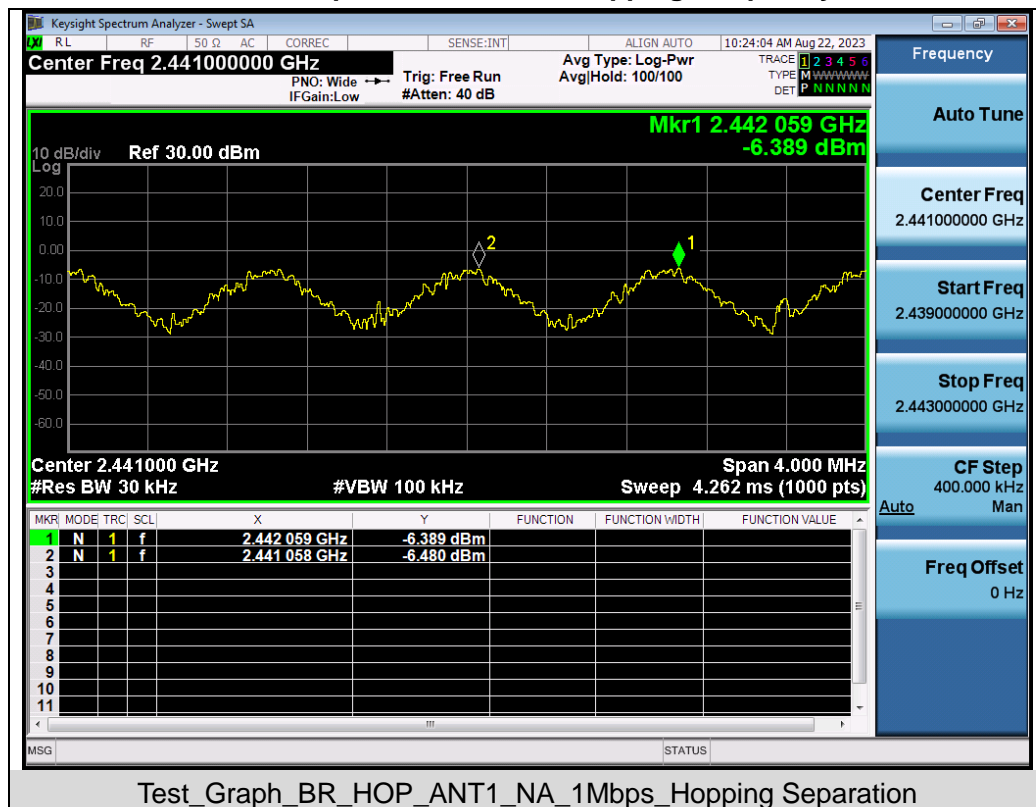 Keysight Spectrum Analyzer - Swept SA
LXI RL RF 50 Ω AC CORREC SENSE:INT ALIGN AUTO 10:24:04 AM Aug 22, 2023
Center Freq 2.441000000 GHz
PNO: Wide
IFGain:Low
Trig: Free Run
#Atten: 40 dB
Avg Type: Log-Pwr
Avg|Hold: 100/100
TRACE 1 2 3 4 5 6
TYPE M WWWWW
DET P N N N N N
Mkr1 2.442 059 GHz
-6.389 dBm
10 dB/div Ref 30.00 dBm
Log
20.0
10.0
0.00
-10.0
-20.0
-30.0
-40.0
-50.0
-60.0
2
1
Center 2.441000 GHz Span 4.000 MHz
#Res BW 30 kHz #VBW 100 kHz Sweep 4.262 ms (1000 pts)
MKR MODE TRC SCL X Y FUNCTION FUNCTION WIDTH FUNCTION VALUE
1 N 1 f 2.442 059 GHz -6.389 dBm
2 N 1 f 2.441 058 GHz -6.480 dBm
3
4
5
6
7
8
9
10
11
MSG STATUS
Frequency
Auto Tune
Center Freq
2.441000000 GHz
Start Freq
2.439000000 GHz
Stop Freq
2.443000000 GHz
CF Step
400.000 kHz
Auto Man
Freq Offset
0 Hz
Test_Graph_BR_HOP_ANT1_NA_1Mbps_Hopping Separation